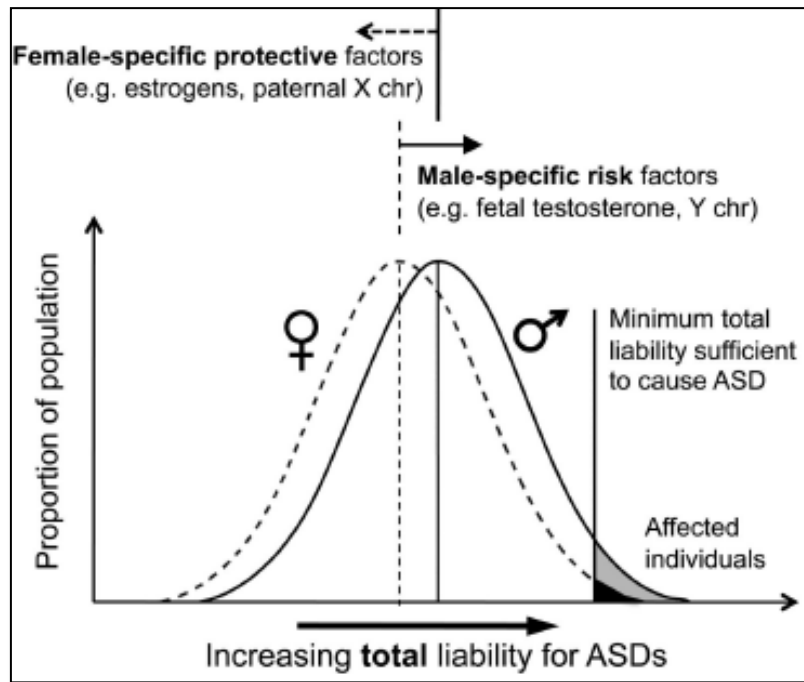 Female-specific protective factors
(e.g. estrogens, paternal X chr)
Male-specific risk factors
(e.g. fetal testosterone, Y chr)
Minimum total
liability sufficient
to cause ASD
Affected
individuals
Proportion of population
Increasing total liability for ASDs